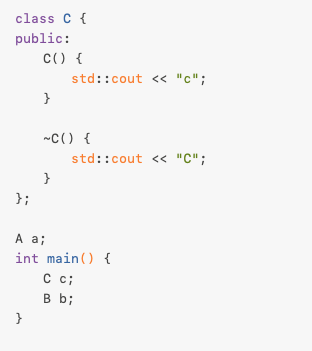 class C {
public:
    C() {
        std::cout << "c";
    }

    ~C() {
        std::cout << "C";
    }
};

A a;
int main() {
    C c;
    B b;
}